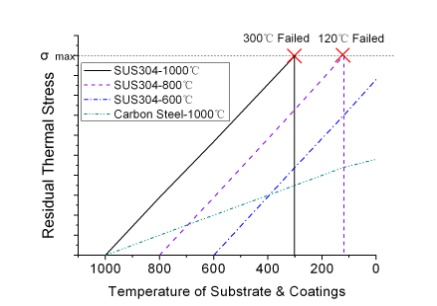 300℃ Failed 120℃ Failed
σ max
SUS304-1000℃
SUS304-800℃
SUS304-600℃
Carbon Steel-1000℃
Residual Thermal Stress
1000 800 600 400 200 0
Temperature of Substrate & Coatings